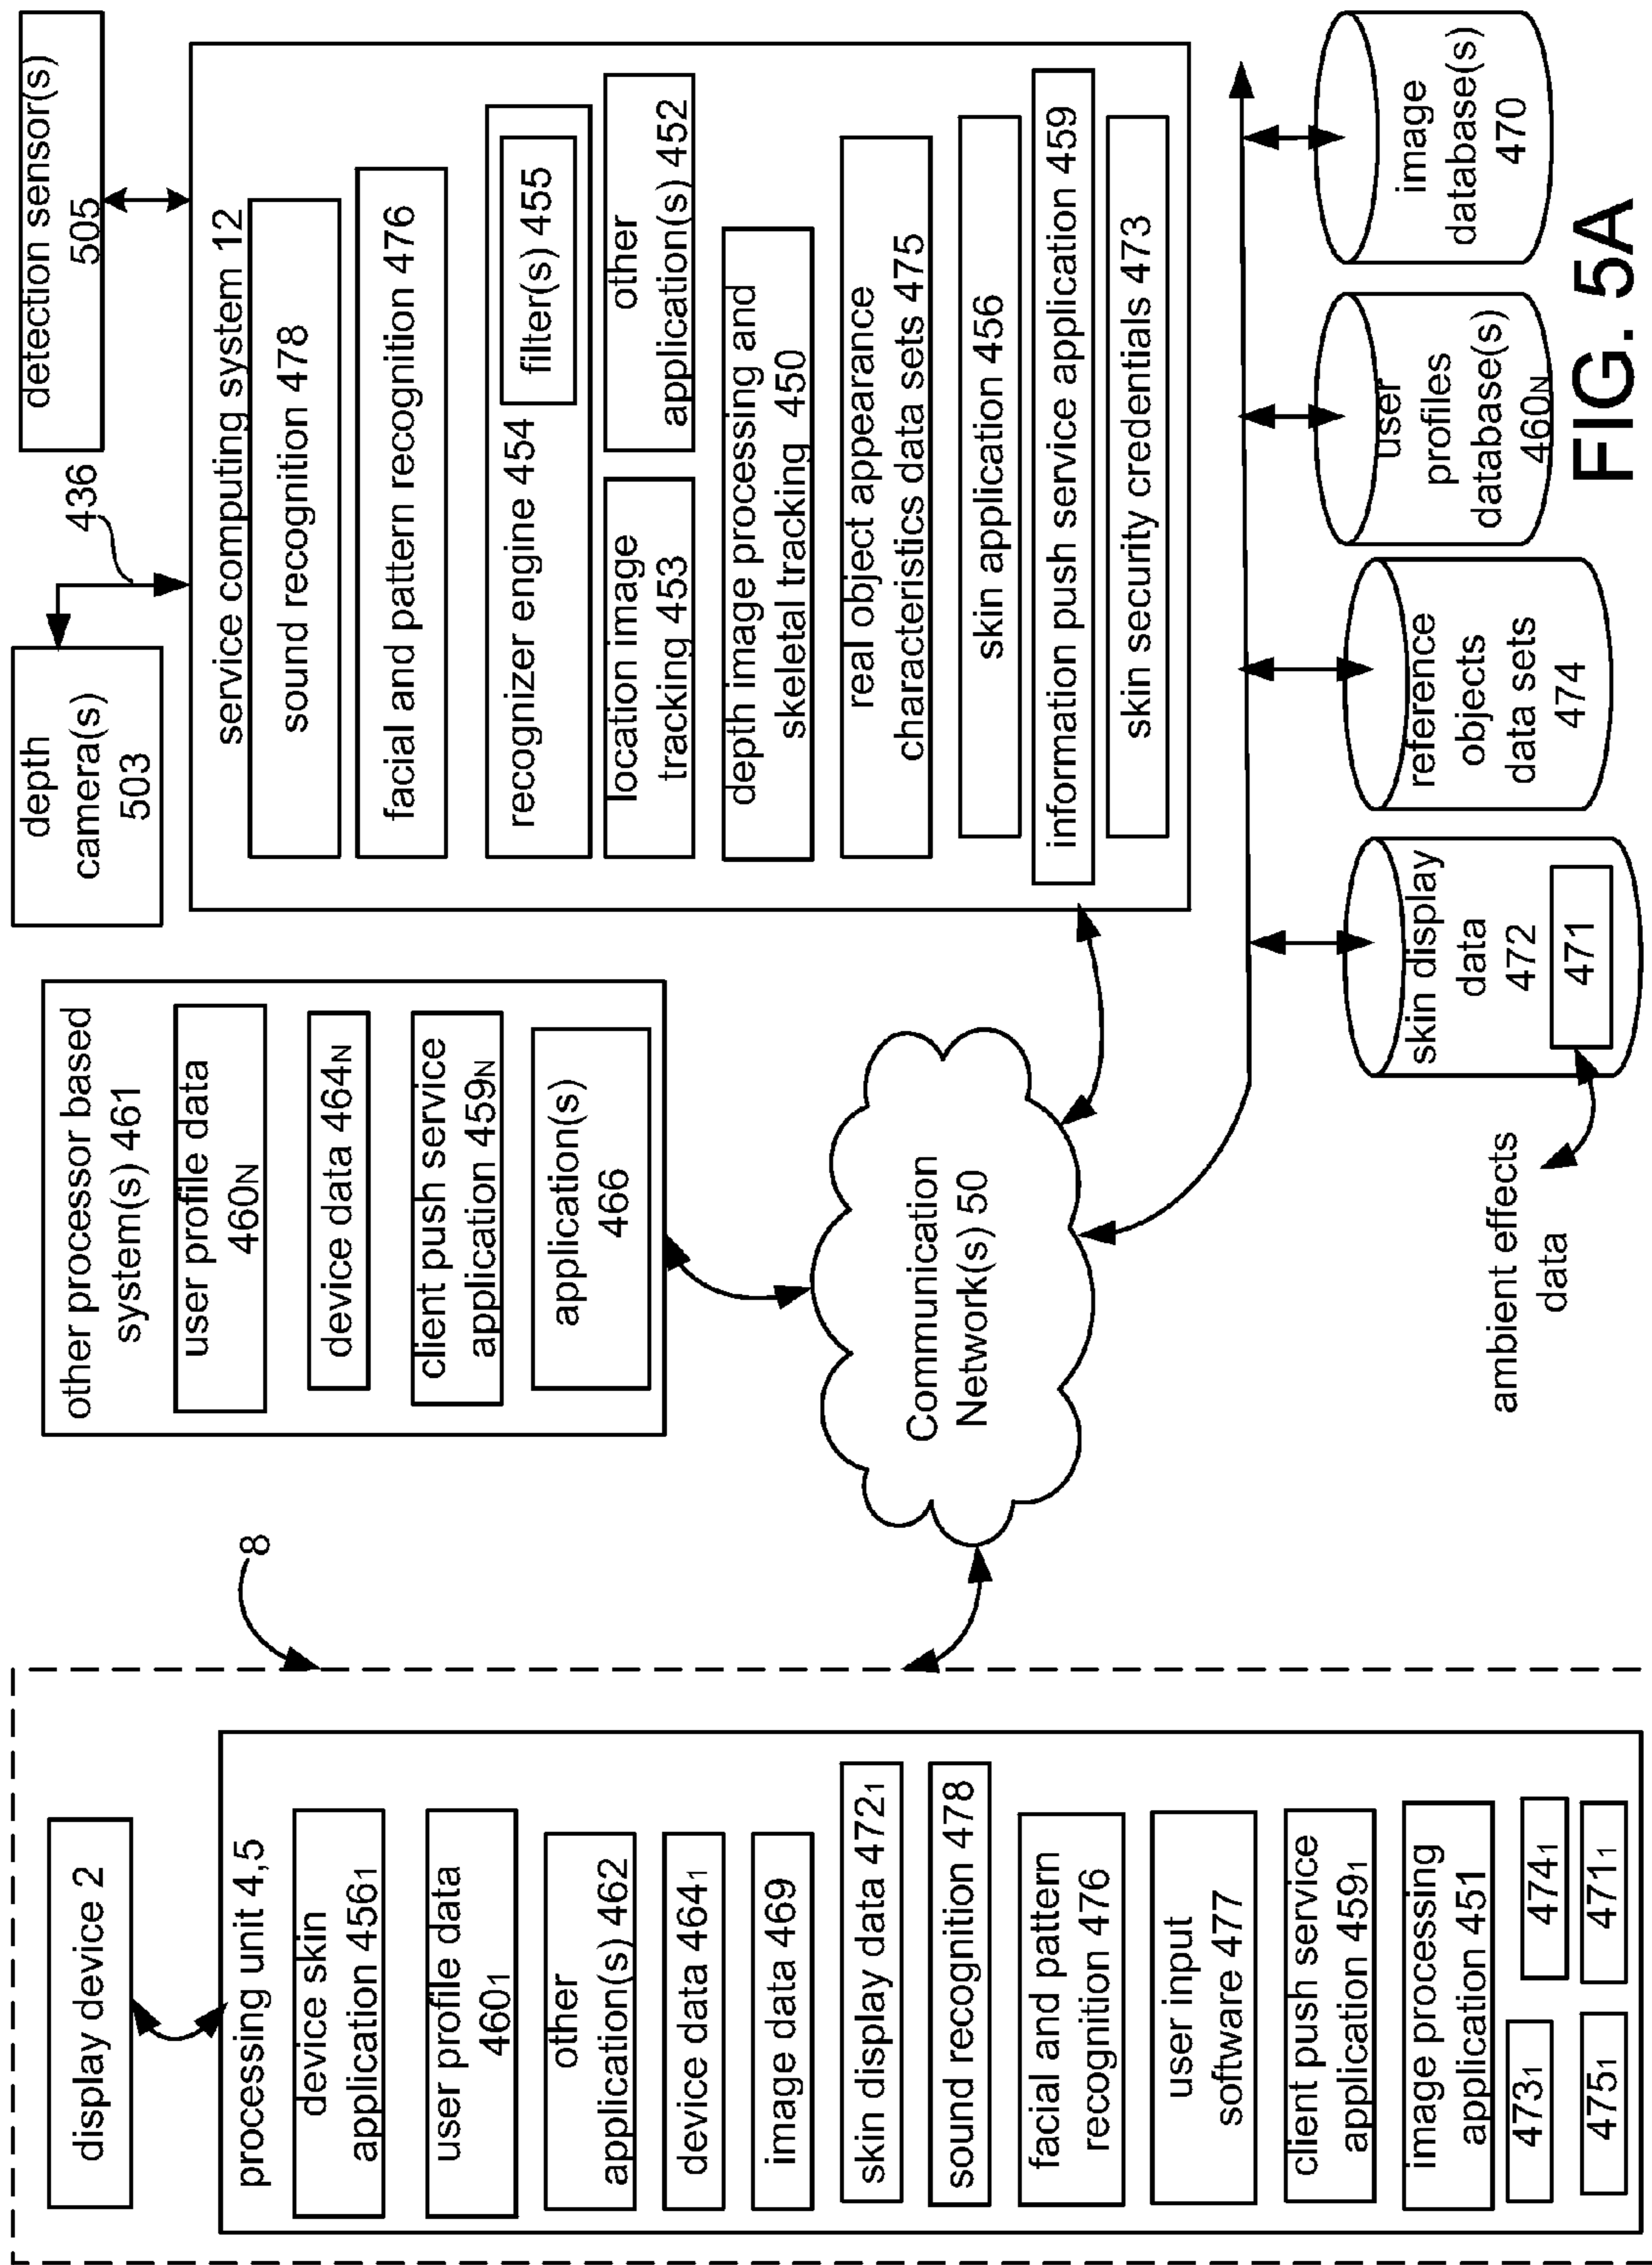 display device 2
processing unit 4,5
device skin
application 456₁
user profile data
460₁
other
application(s) 462
device data 464₁
image data 469
skin display data 472₁
sound recognition 478
facial and pattern
recognition 476
user input
software 477
client push service
application 459₁
image processing
application 451
473₁
474₁
475₁
471₁
8
other processor based
system(s) 461
user profile data
460N
device data 464N
client push service
application 459N
application(s)
466
Communication
Network(s) 50
depth
camera(s)
503
436
detection sensor(s)
505
service computing system 12
sound recognition 478
facial and pattern recognition 476
recognizer engine 454
filter(s) 455
location image
tracking 453
other
application(s) 452
depth image processing and
skeletal tracking 450
real object appearance
characteristics data sets 475
skin application 456
information push service application 459
skin security credentials 473
ambient effects
data
skin display
data
472
471
reference
objects
data sets
474
user
profiles
database(s)
460N
image
database(s)
470
FIG. 5A